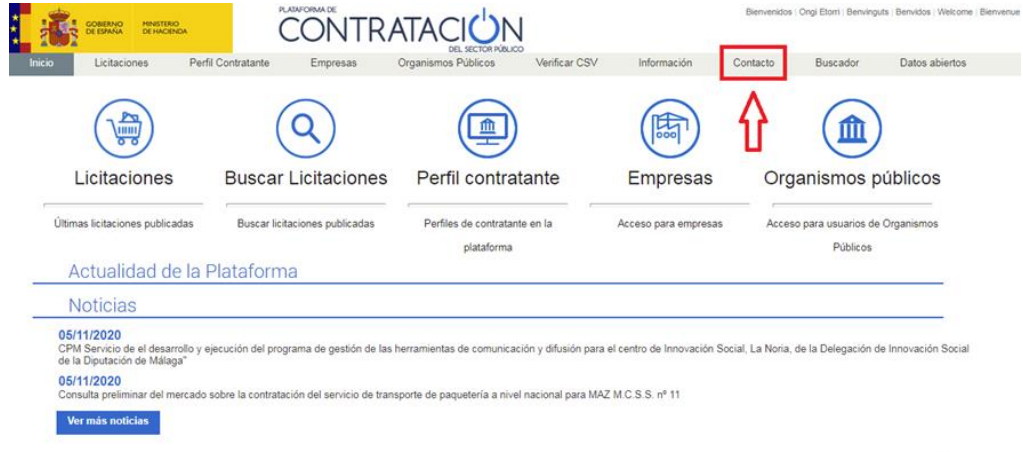 GOBIERNO DE ESPAÑA
MINISTERIO DE HACIENDA
PLATAFORMA DE
CONTRATACIÓN
DEL SECTOR PÚBLICO
Bienvenidos | Ongi Etorri | Benvinguts | Benvidos | Welcome | Bienvenue
Inicio Licitaciones Perfil Contratante Empresas Organismos Públicos Verificar CSV Información Contacto Buscador Datos abiertos
Licitaciones Buscar Licitaciones Perfil contratante Empresas Organismos públicos
Últimas licitaciones publicadas
Buscar licitaciones publicadas
Perfiles de contratante en la
plataforma
Acceso para empresas
Acceso para usuarios de Organismos
Públicos
Actualidad de la Plataforma
Noticias
05/11/2020
CPM Servicio de el desarrollo y ejecución del programa de gestión de las herramientas de comunicación y difusión para el centro de Innovación Social, La Noria, de la Delegación de Innovación Social
de la Diputación de Málaga"
05/11/2020
Consulta preliminar del mercado sobre la contratación del servicio de transporte de paquetería a nivel nacional para MAZ M.C.S.S. nº 11
Ver más noticias